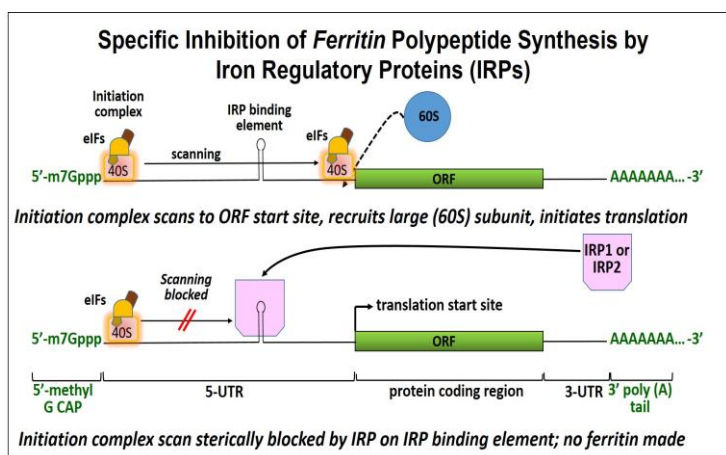 Specific Inhibition of Ferritin Polypeptide Synthesis by
Iron Regulatory Proteins (IRPs)
Initiation
complex
IRP binding
element
60S
eIFs
eIFs
scanning
40S
40S
5'-m7Gppp
ORF
AAAAAAA... -3'
Initiation complex scans to ORF start site, recruits large (60S) subunit, initiates translation
IRP1 or
IRP2
Scanning
blocked
eIFs
translation start site
40S
5'-m7Gppp
ORF
AAAAAAA... -3'
5'-methyl
G CAP
5-UTR
protein coding region
3-UTR
3' poly (A)
tail
Initiation complex scan sterically blocked by IRP on IRP binding element; no ferritin made